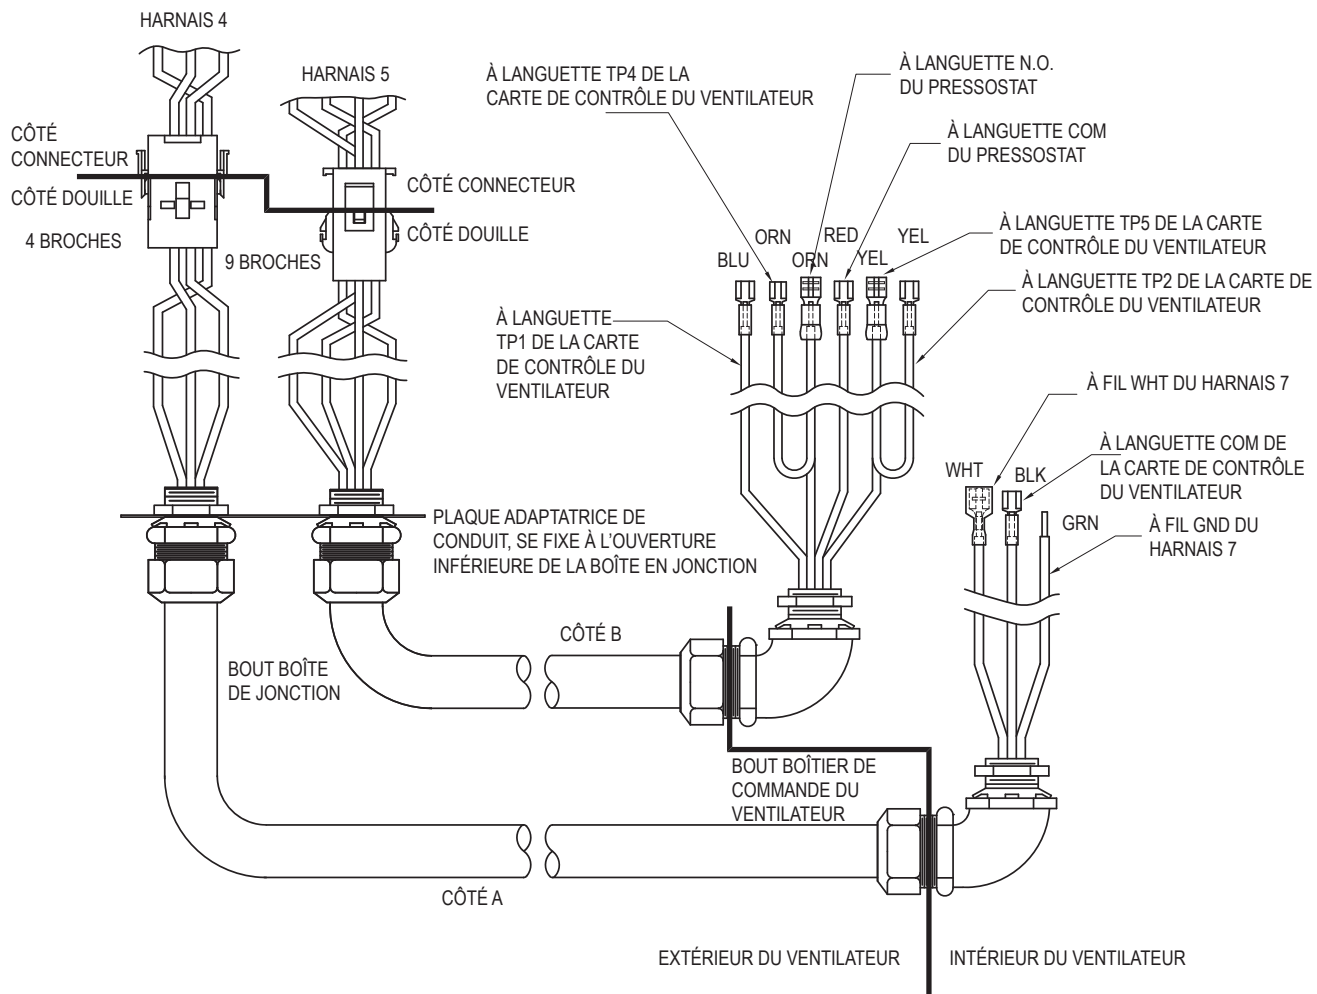 HARNAIS 4
HARNAIS 5
CÔTÉ
CONNECTEUR
CÔTÉ DOUILLE
4 BROCHES
CÔTÉ CONNECTEUR
CÔTÉ DOUILLE
9 BROCHES
À LANGUETTE TP4 DE LA
CARTE DE CONTRÔLE DU VENTILATEUR
À LANGUETTE N.O.
DU PRESSOSTAT
À LANGUETTE COM
DU PRESSOSTAT
À LANGUETTE TP5 DE LA CARTE
DE CONTRÔLE DU VENTILATEUR
À LANGUETTE TP2 DE LA CARTE DE
CONTRÔLE DU VENTILATEUR
BLU
ORN
ORN
RED
YEL
YEL
À LANGUETTE
TP1 DE LA CARTE
DE CONTRÔLE DU
VENTILATEUR
À FIL WHT DU HARNAIS 7
À LANGUETTE COM DE
LA CARTE DE CONTRÔLE
DU VENTILATEUR
WHT
BLK
GRN
À FIL GND DU
HARNAIS 7
PLAQUE ADAPTATRICE DE
CONDUIT, SE FIXE À L'OUVERTURE
INFÉRIEURE DE LA BOÎTE EN JONCTION
CÔTÉ B
BOUT BOÎTE
DE JONCTION
BOUT BOÎTIER DE
COMMANDE DU
VENTILATEUR
CÔTÉ A
EXTÉRIEUR DU VENTILATEUR
INTÉRIEUR DU VENTILATEUR